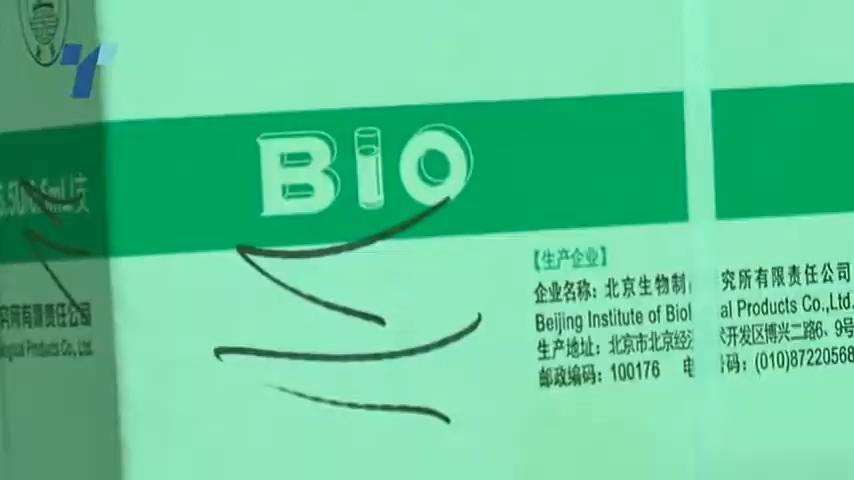 BiO
【生产企业】
企业名称：北京生物制 究所有限责任公司
Beijing Institute of Biol al Products Co.,Ltd.
生产地址：北京市北京经 开发区博兴二路6、9号
邮政编码：100176 电 号码：(010)87220568
究所有限责任公司
ological Products Co., Ltd.